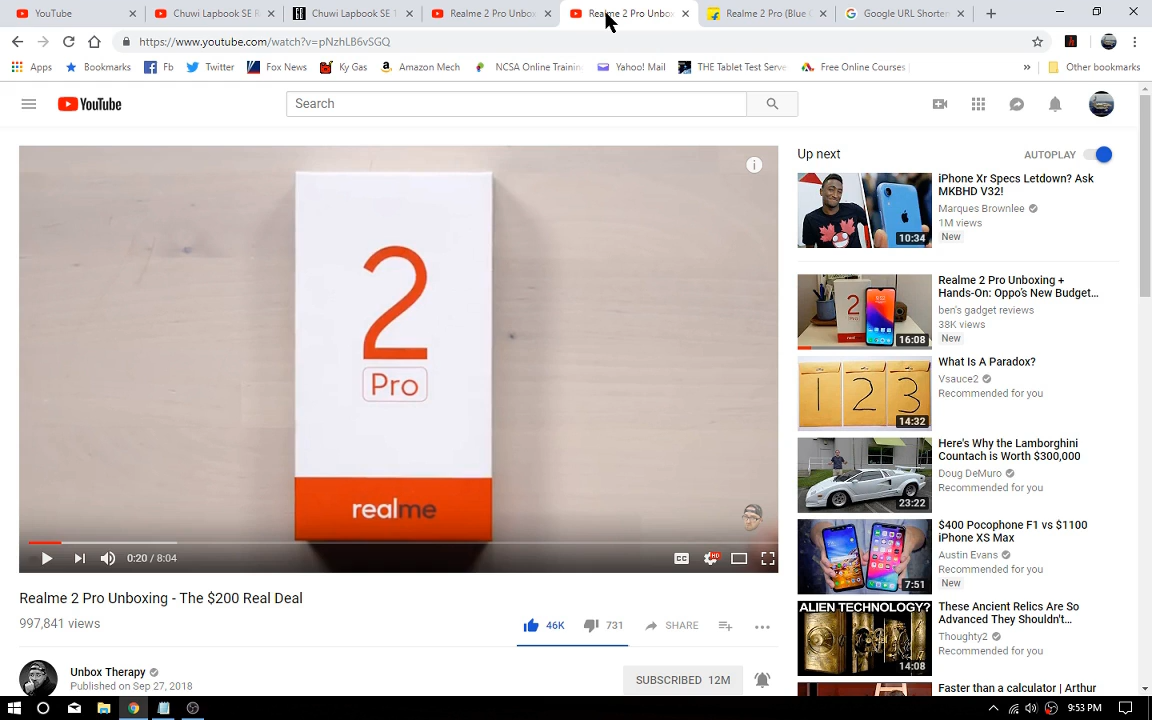 YouTube
Chuwi Lapbook SE R
Chuwi Lapbook SE 1
Realme 2 Pro Unbox
Realme 2 Pro Unbox
Realme 2 Pro (Blue O
Google URL Shorten
https://www.youtube.com/watch?v=pNzhLB6vSGQ
Apps
Bookmarks
Fb
Twitter
Fox News
Ky Gas
Amazon Mech
NCSA Online Trainin
Yahoo! Mail
THE Tablet Test Serve
Free Online Courses |
»
Other bookmarks
YouTube
Search
2
Pro
realme
0:20 / 8:04
CC
HD
Realme 2 Pro Unboxing - The $200 Real Deal
997,841 views
46K
731
SHARE
Unbox Therapy
Published on Sep 27, 2018
SUBSCRIBED 12M
Up next
AUTOPLAY
10:34
iPhone Xr Specs Letdown? Ask
MKBHD V32!
Marques Brownlee
1M views
New
2
Pro
16:08
Realme 2 Pro Unboxing +
Hands-On: Oppo's New Budget...
ben's gadget reviews
38K views
New
1 2 3
14:32
What Is A Paradox?
Vsauce2
Recommended for you
23:22
Here's Why the Lamborghini
Countach is Worth $300,000
Doug DeMuro
Recommended for you
7:51
$400 Pocophone F1 vs $1100
iPhone XS Max
Austin Evans
Recommended for you
New
ALIEN TECHNOLOGY?
14:08
These Ancient Relics Are So
Advanced They Shouldn't...
Thoughty2
Recommended for you
Faster than a calculator | Arthur
9:53 PM